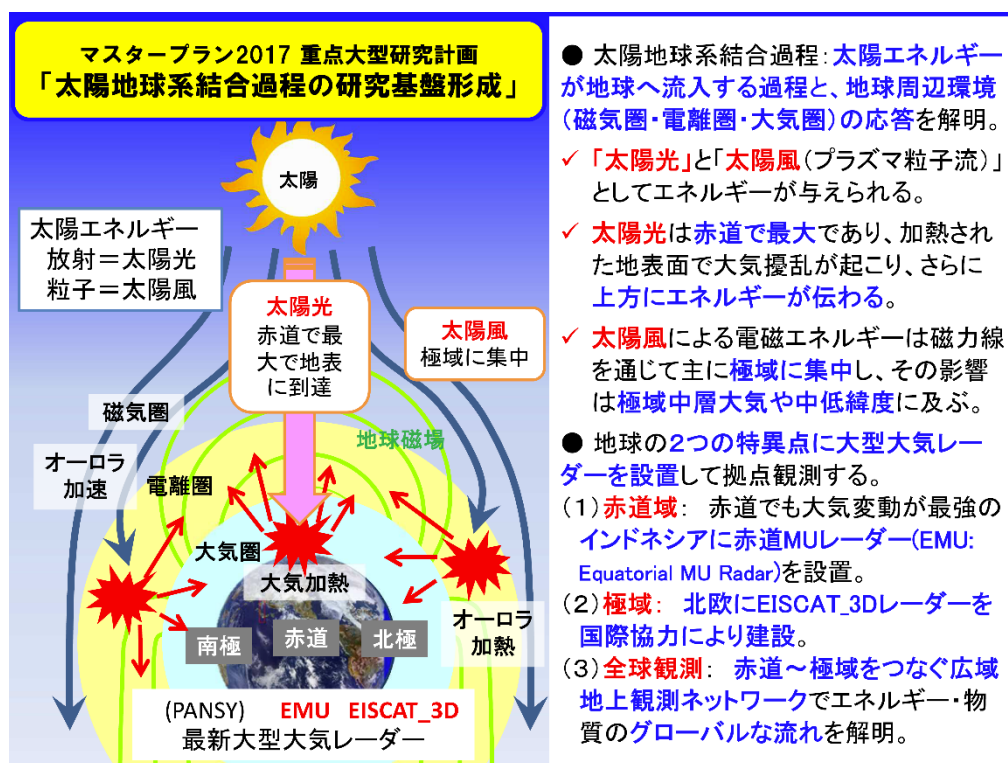 マスタープラン2017 重点大型研究計画
「太陽地球系結合過程の研究基盤形成」
太陽
太陽エネルギー
放射＝太陽光
粒子＝太陽風
太陽光
赤道で最
大で地表
に到達
太陽風
極域に集中
磁気圏
地球磁場
オーロラ
加速
電離圏
大気圏
大気加熱
オーロラ
加熱
南極
赤道
北極
(PANSY) EMU EISCAT_3D
最新大型大気レーダー
● 太陽地球系結合過程：太陽エネルギー
が地球へ流入する過程と、地球周辺環境
（磁気圏・電離圏・大気圏）の応答を解明。
✓ 「太陽光」と「太陽風（プラズマ粒子流）」
としてエネルギーが与えられる。
✓ 太陽光は赤道で最大であり、加熱され
た地表面で大気擾乱が起こり、さらに
上方にエネルギーが伝わる。
✓ 太陽風による電磁エネルギーは磁力線
を通じて主に極域に集中し、その影響
は極域中層大気や中低緯度に及ぶ。
● 地球の２つの特異点に大型大気レー
ダーを設置して拠点観測する。
（１）赤道域： 赤道でも大気変動が最強の
インドネシアに赤道MUレーダー(EMU:
Equatorial MU Radar)を設置。
（２）極域： 北欧にEISCAT_3Dレーダーを
国際協力により建設。
（３）全球観測： 赤道～極域をつなぐ広域
地上観測ネットワークでエネルギー・物
質のグローバルな流れを解明。